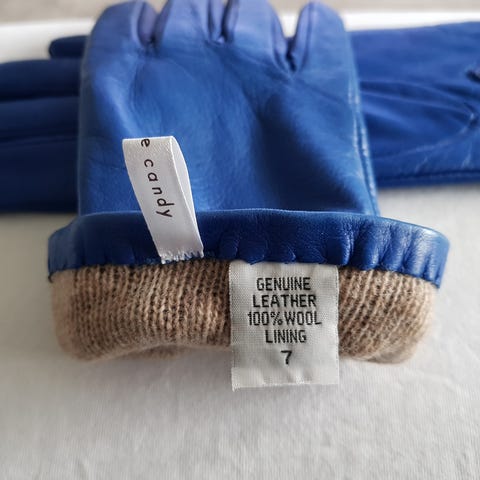 e candy
GENUINE
LEATHER
100% WOOL
LINING
7